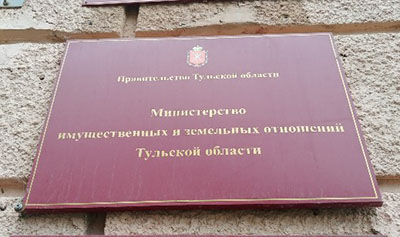 Правительство Тульской области
Министерство
имущественных и земельных отношений
Тульской области